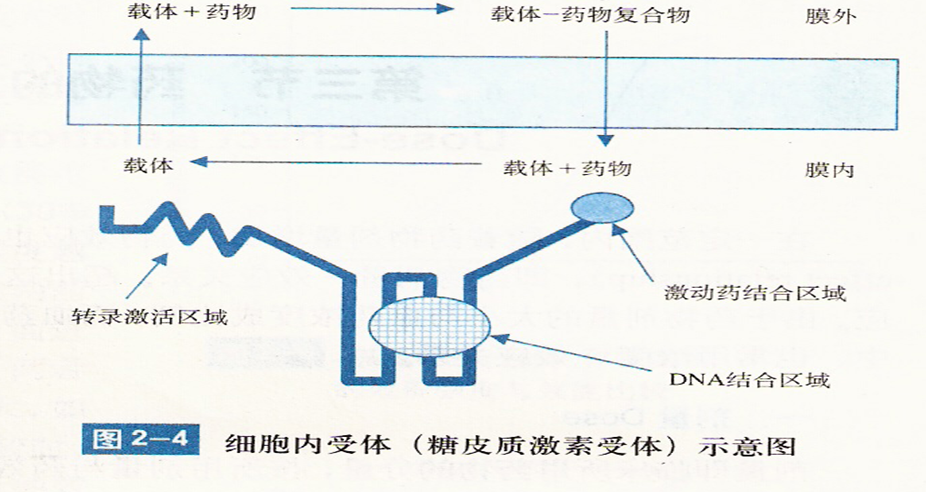 载体+药物 载体-药物复合物 膜外
载体 载体+药物 膜内
激动药结合区域
转录激活区域
DNA结合区域
图2-4 细胞内受体（糖皮质激素受体）示意图